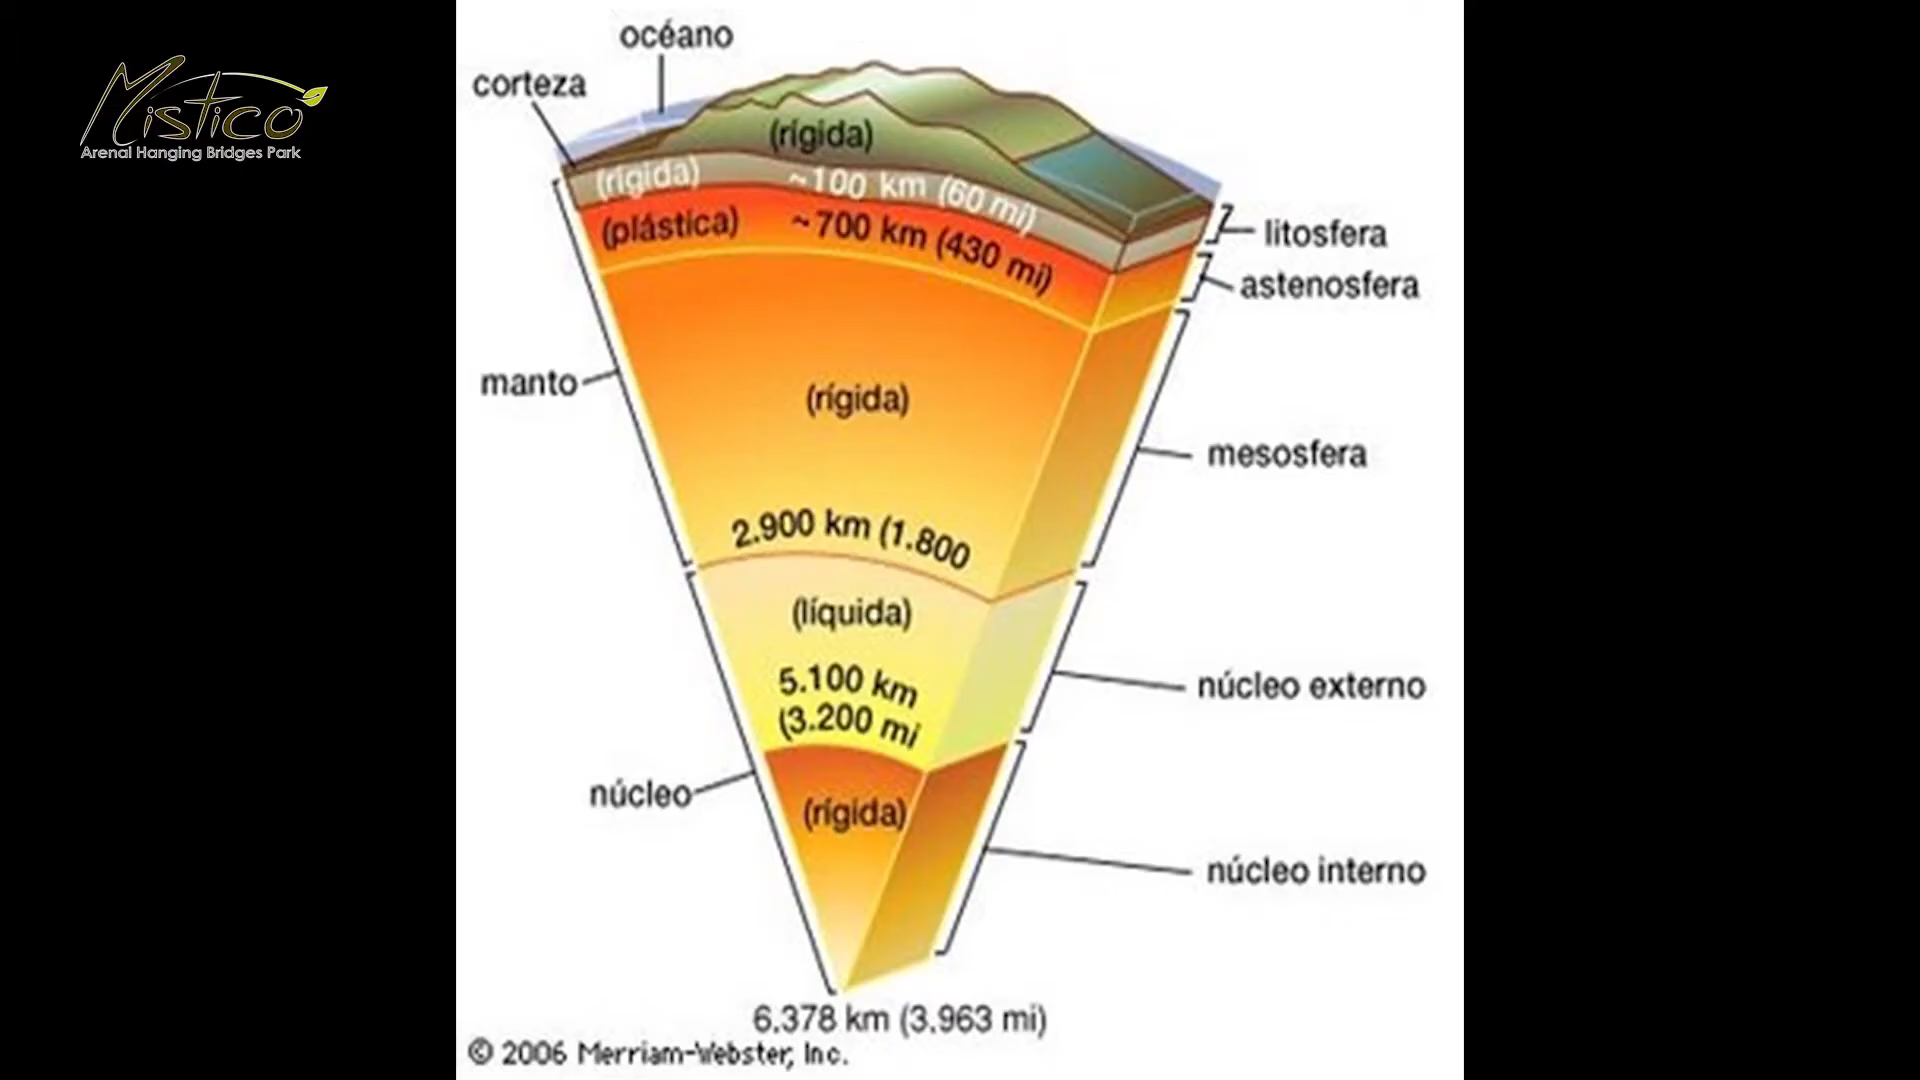 Mistico
Arenal Hanging Bridges Park
océano
corteza
(rígida)
(rígida) ~100 km (60 mi)
(plástica) ~700 km (430 mi)
litosfera
astenosfera
manto
(rígida)
mesosfera
2.900 km (1.800
(líquida)
5.100 km
(3.200 mi
núcleo externo
núcleo
(rígida)
núcleo interno
6.378 km (3.963 mi)
© 2006 Merriam-Webster, Inc.